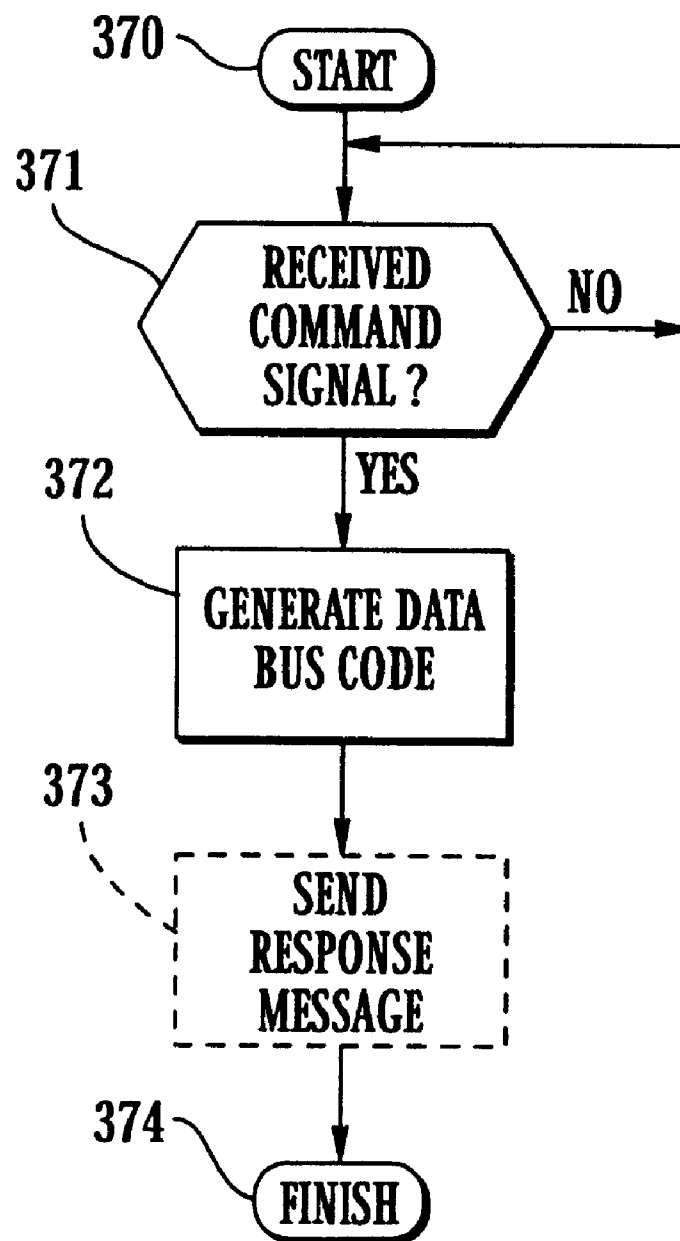 370
START
371
RECEIVED
COMMAND
SIGNAL ?
NO
YES
372
GENERATE DATA
BUS CODE
373
SEND
RESPONSE
MESSAGE
374
FINISH